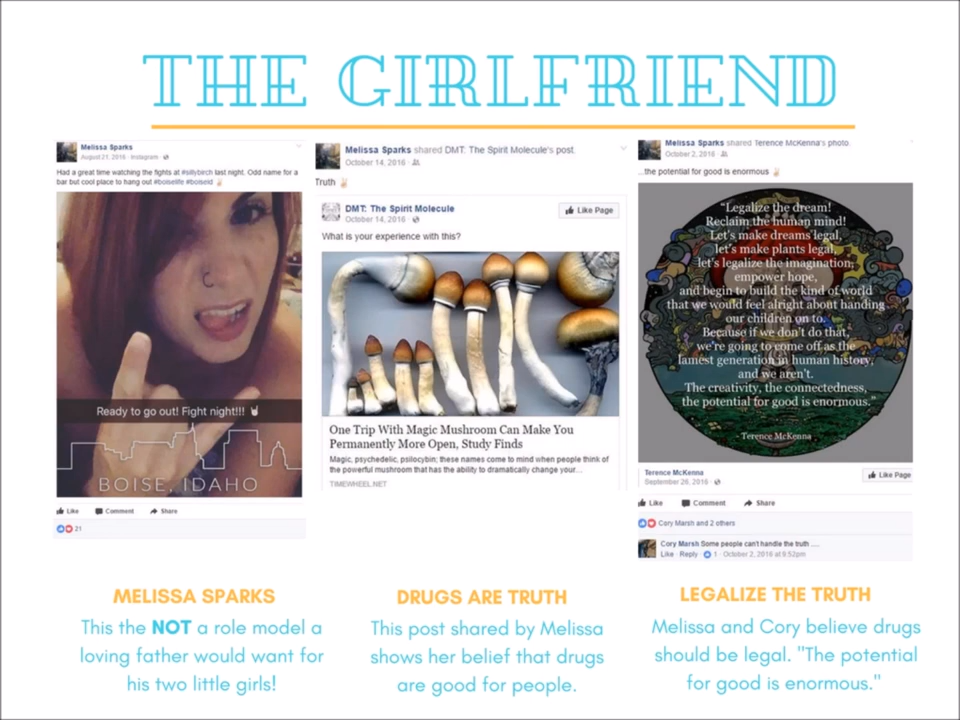 THE GIRLFRIEND
Melissa Sparks
August 21, 2016 · Instagram ·
Had a great time watching the fights at #sillybirch last night. Odd name for a
bar but cool place to hang out #boiselife #boiseid
Ready to go out! Fight night!!!
BOISE, IDAHO
Like Comment Share
21
Melissa Sparks shared DMT: The Spirit Molecule's post.
October 14, 2016 ·
Truth
DMT: The Spirit Molecule
October 14, 2016 ·
Like Page
What is your experience with this?
One Trip With Magic Mushroom Can Make You
Permanently More Open, Study Finds
Magic, psychedelic, psilocybin; these names come to mind when people think of
the powerful mushroom that has the ability to dramatically change your...
TIMEWHEEL.NET
Melissa Sparks shared Terence McKenna's photo.
October 2, 2016 ·
...the potential for good is enormous
"Legalize the dream!
Reclaim the human mind!
Let's make dreams legal,
let's make plants legal,
let's legalize the imagination,
empower hope,
and begin to build the kind of world
that we would feel alright about handing
our children on to.
Because if we don't do that,
we're going to come off as the
lamest generation in human history,
and we aren't.
The creativity, the connectedness,
the potential for good is enormous."
- Terence McKenna
Terence McKenna
September 26, 2016 ·
Like Page
Like Comment Share
Cory Marsh and 2 others
Cory Marsh Some people can't handle the truth ....
Like · Reply · 1 · October 2, 2016 at 9:52pm
MELISSA SPARKS
This the NOT a role model a
loving father would want for
his two little girls!
DRUGS ARE TRUTH
This post shared by Melissa
shows her belief that drugs
are good for people.
LEGALIZE THE TRUTH
Melissa and Cory believe drugs
should be legal. "The potential
for good is enormous."